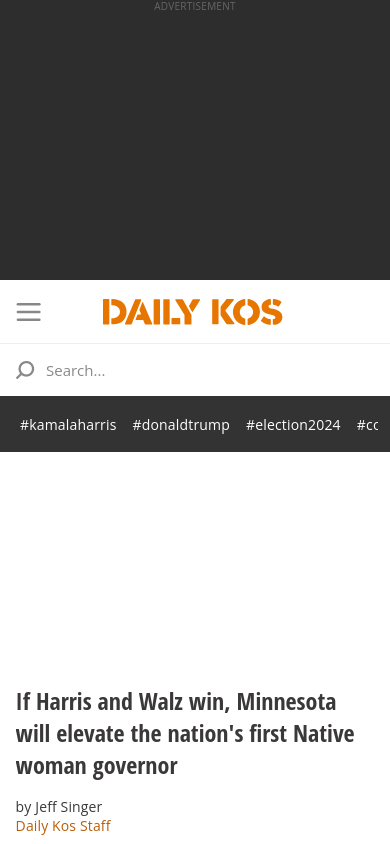 ADVERTISEMENT
DAILY KOS
Search...
#kamalaharris #donaldtrump #election2024
If Harris and Walz win, Minnesota
will elevate the nation's first Native
woman governor
by Jeff Singer
Daily Kos Staff